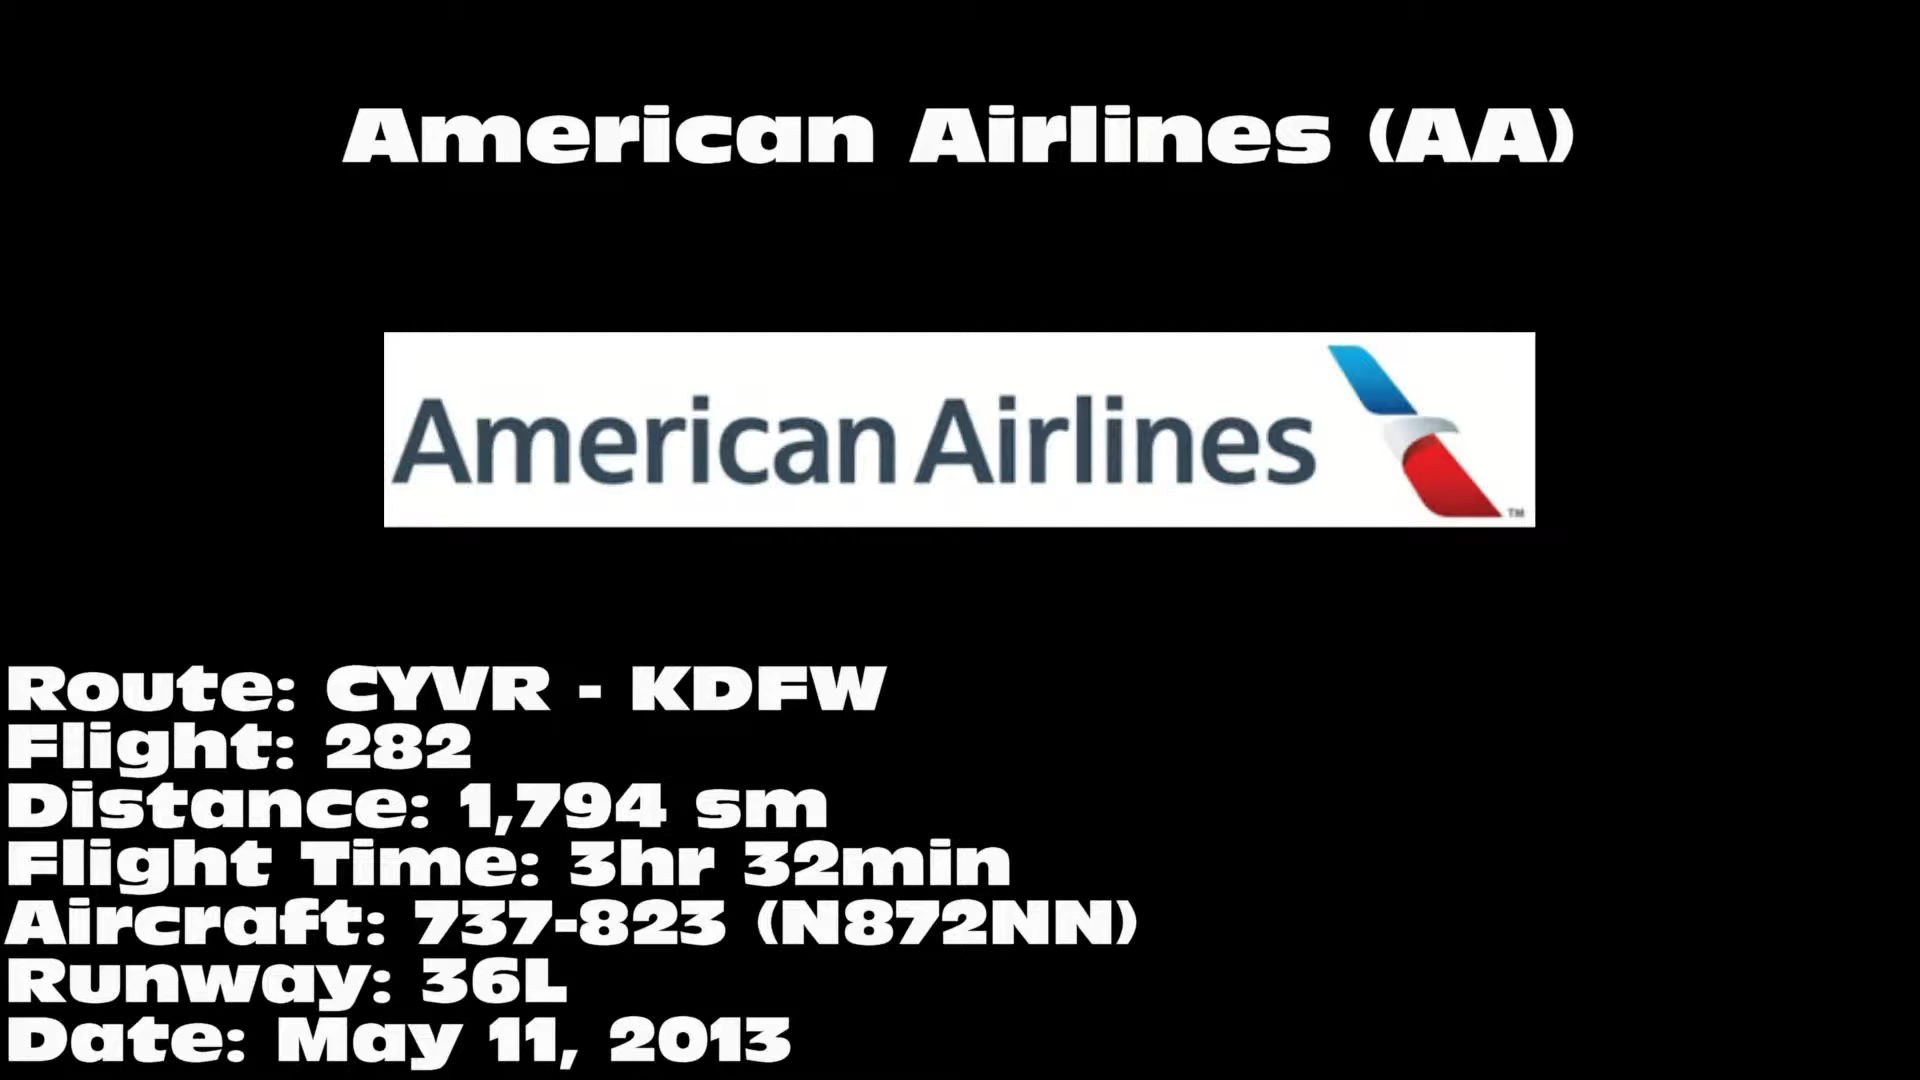 American Airlines (AA)
American Airlines
TM
Route: CYVR - KDFW
Flight: 282
Distance: 1,794 sm
Flight Time: 3hr 32min
Aircraft: 737-823 (N872NN)
Runway: 36L
Date: May 11, 2013